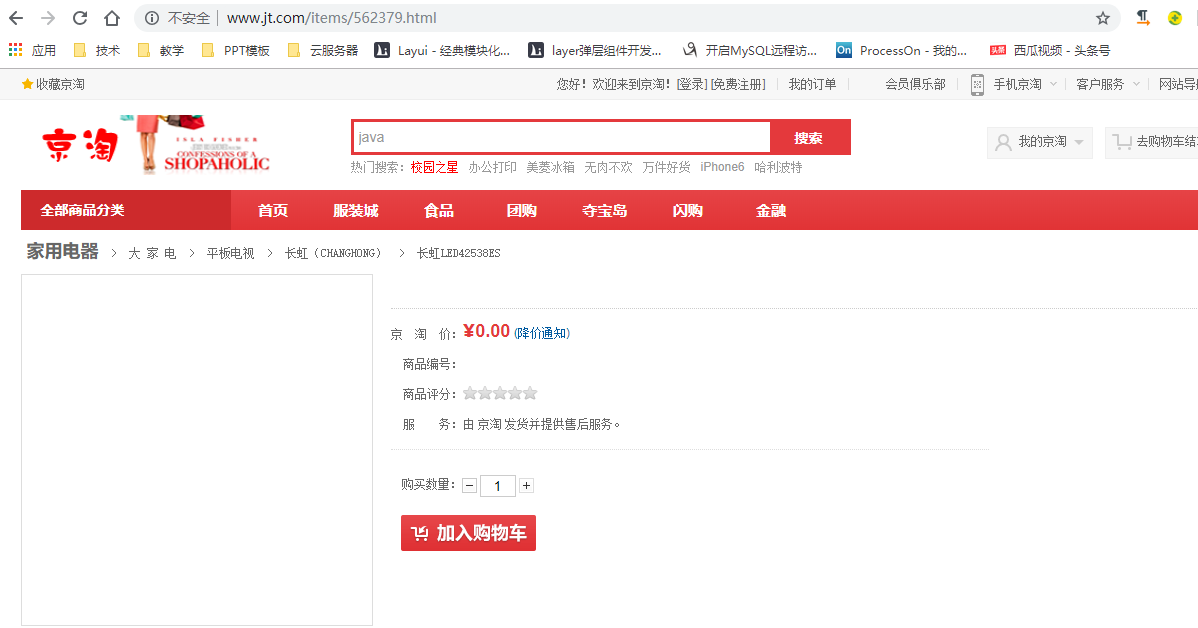 不安全 www.jt.com/items/562379.html
应用 技术 教学 PPT模板 云服务器 Layui - 经典模块化... layer弹层组件开发... 开启MySQL远程访... On ProcessOn - 我的... 头条 西瓜视频 - 头条号
收藏京淘 您好！欢迎来到京淘！[登录] [免费注册] 我的订单 会员俱乐部 手机京淘 客户服务 网站导
京淘 ISLA FISHER
CONFESSIONS OF A
SHOPAHOLIC
java 搜索 我的京淘 去购物车结
热门搜索：校园之星 办公打印 美菱冰箱 无肉不欢 万件好货 iPhone6 哈利波特
全部商品分类 首页 服装城 食品 团购 夺宝岛 闪购 金融
家用电器 > 大 家 电 > 平板电视 > 长虹（CHANGHONG） > 长虹LED42538ES
京 淘 价：¥0.00 (降价通知)
商品编号：
商品评分：
服 务：由 京淘 发货并提供售后服务。
购买数量：− 1 +
加入购物车